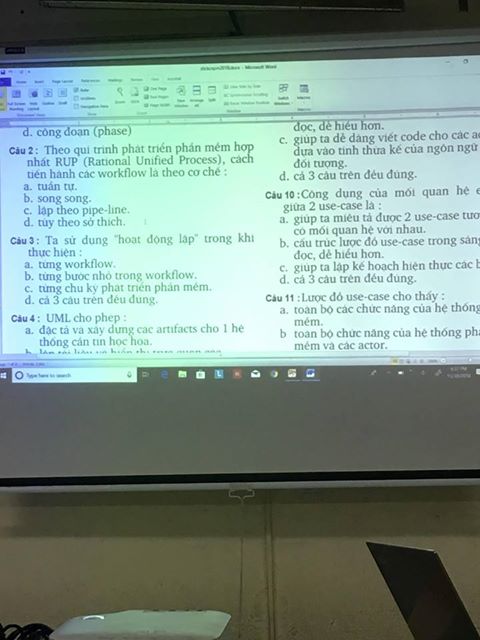 Microsoft Word
d. công đoạn (phase)
Câu 2 : Theo qui trình phát triển phần mềm hợp
nhất RUP (Rational Unified Process), cách
tiến hành các workflow là theo cơ chế :
a. tuần tự.
b. song song.
c. lặp theo pipe-line.
d. tùy theo sở thích.
Câu 3 : Ta sử dụng "hoạt động lặp" trong khi
thực hiện :
a. từng workflow.
b. từng bước nhỏ trong workflow.
c. từng chu kỳ phát triển phần mềm.
d. cả 3 câu trên đều đúng.
Câu 4 : UML cho phép :
a. đặc tả và xây dựng các artifacts cho 1 hệ
thống cần tin học hóa.
đọc, dễ hiểu hơn.
c. giúp ta dễ dàng viết code cho các
dựa vào tính thừa kế của ngôn ngữ
đối tượng.
d. cả 3 câu trên đều đúng.
Câu 10 :Công dụng của mối quan hệ
giữa 2 use-case là :
a. giúp ta miêu tả được 2 use-case
có mối quan hệ với nhau.
b. cấu trúc lược đồ use-case trong
đọc, dễ hiểu hơn.
c. giúp ta lập kế hoạch hiện thực các
d. cả 3 câu trên đều đúng.
Câu 11 :Lược đồ use-case cho thấy :
a. toàn bộ các chức năng của hệ thống
mềm.
b toàn bộ chức năng của hệ thống
mềm và các actor.
Type here to search